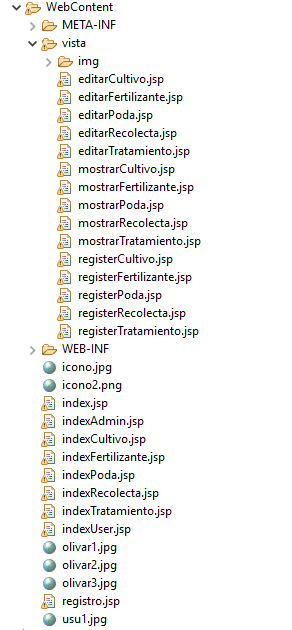 WebContent
META-INF
vista
img
editarCultivo.jsp
editarFertilizante.jsp
editarPoda.jsp
editarRecolecta.jsp
editarTratamiento.jsp
mostrarCultivo.jsp
mostrarFertilizante.jsp
mostrarPoda.jsp
mostrarRecolecta.jsp
mostrarTratamiento.jsp
registerCultivo.jsp
registerFertilizante.jsp
registerPoda.jsp
registerRecolecta.jsp
registerTratamiento.jsp
WEB-INF
icono.jpg
icono2.png
index.jsp
indexAdmin.jsp
indexCultivo.jsp
indexFertilizante.jsp
indexPoda.jsp
indexRecolecta.jsp
indexTratamiento.jsp
indexUser.jsp
olivar1.jpg
olivar2.jpg
olivar3.jpg
registro.jsp
usu1.jpg